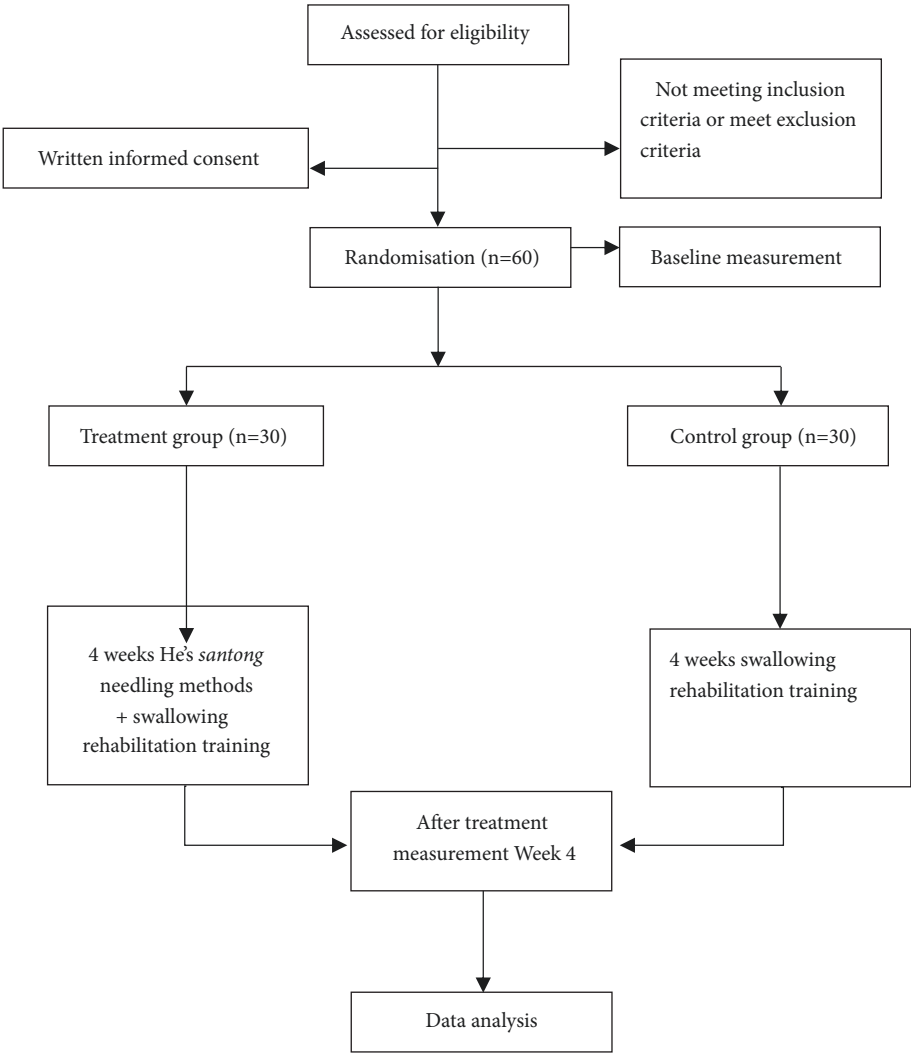 Assessed for eligibility
Not meeting inclusion
criteria or meet exclusion
criteria
Written informed consent
Randomisation (n=60)
Baseline measurement
Treatment group (n=30)
Control group (n=30)
4 weeks He's santong
needling methods
+ swallowing
rehabilitation training
4 weeks swallowing
rehabilitation training
After treatment
measurement Week 4
Data analysis